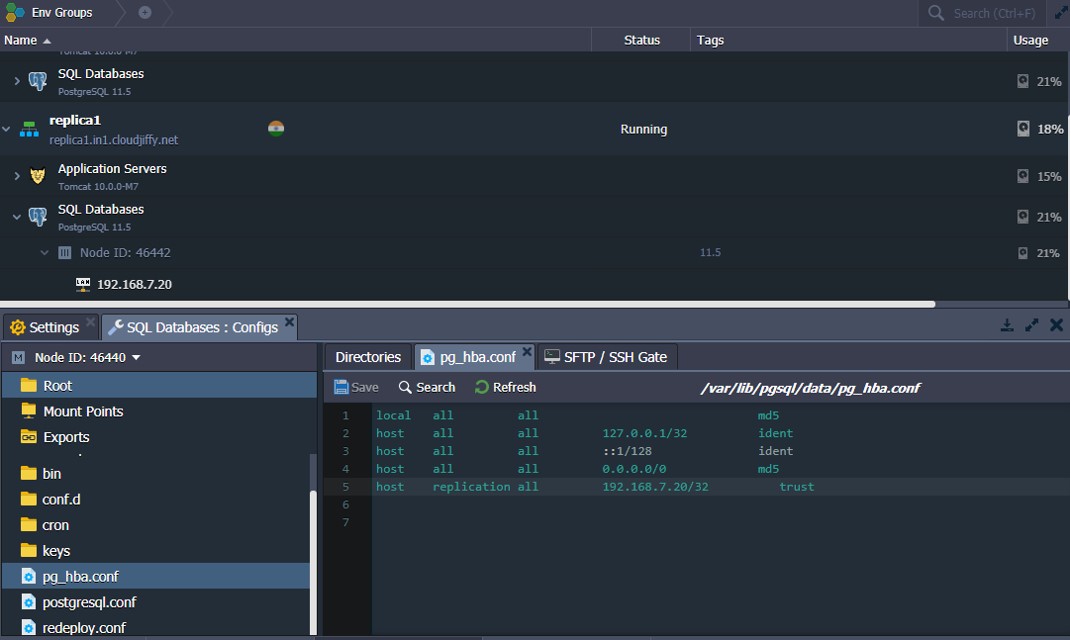 Env Groups
Search (Ctrl+F)
Name Status Tags Usage
Tomcat 10.0.0-M7
SQL Databases
PostgreSQL 11.5
21%
replica1
replica1.in1.cloudjiffy.net
Running
18%
Application Servers
Tomcat 10.0.0-M7
15%
SQL Databases
PostgreSQL 11.5
21%
Node ID: 46442
11.5
21%
LAN
192.168.7.20
Settings
SQL Databases : Configs
M Node ID: 46440
Directories
pg_hba.conf
SFTP / SSH Gate
Root
Mount Points
Exports
bin
conf.d
cron
keys
pg_hba.conf
postgresql.conf
redeploy.conf
Save
Search
Refresh
/var/lib/pgsql/data/pg_hba.conf
1 local all all md5
2 host all all 127.0.0.1/32 ident
3 host all all ::1/128 ident
4 host all all 0.0.0.0/0 md5
5 host replication all 192.168.7.20/32 trust
6
7